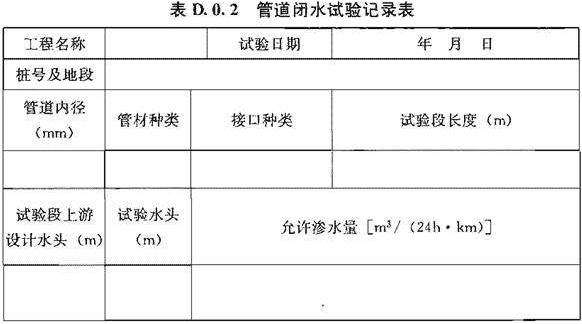 表 D.0.2 管道闭水试验记录表
工程名称 试验日期 年 月 日
桩号及地段
管道内径 (mm) 管材种类 接口种类 试验段长度 (m)
试验段上游 设计水头 (m) 试验水头 (m) 允许渗水量 [m³/ (24h·km)]